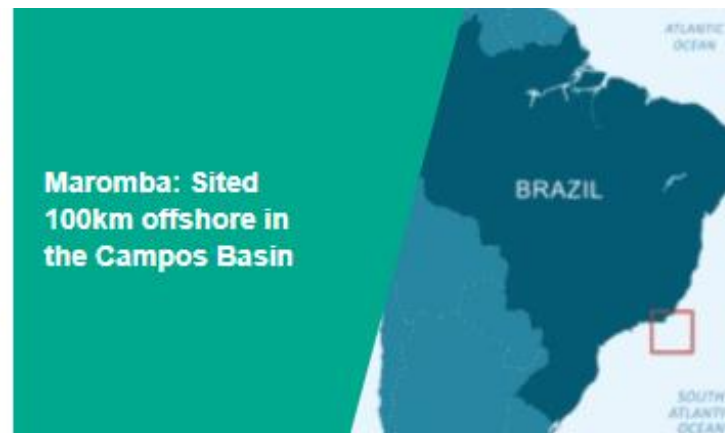 Maromba: Sited
100km offshore in
the Campos Basin
ATLANTIC
OCEAN
BRAZIL
SOUTH
ATLANTIC
OCEAN